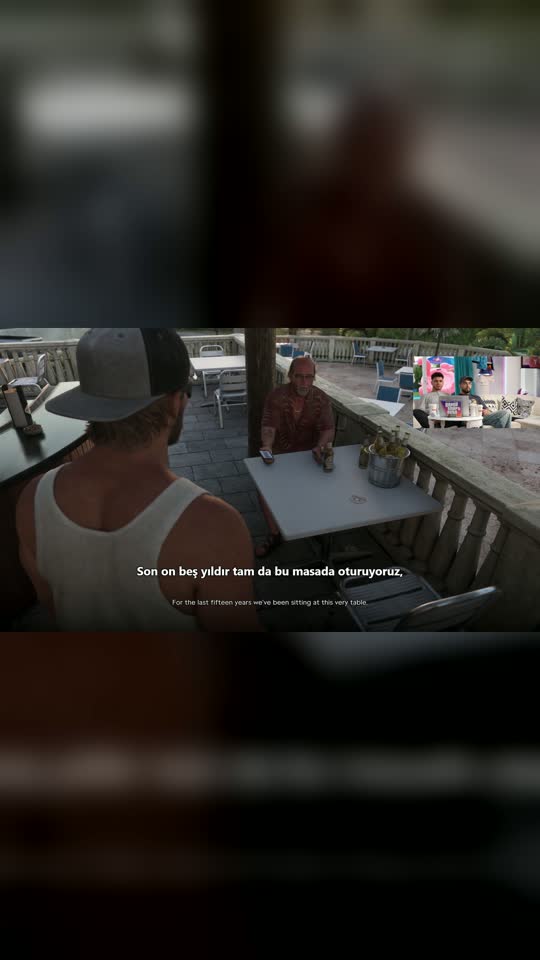 Son on beş yıldır tam da bu masada oturuyoruz,
For the last fifteen years we've been sitting at this very table.